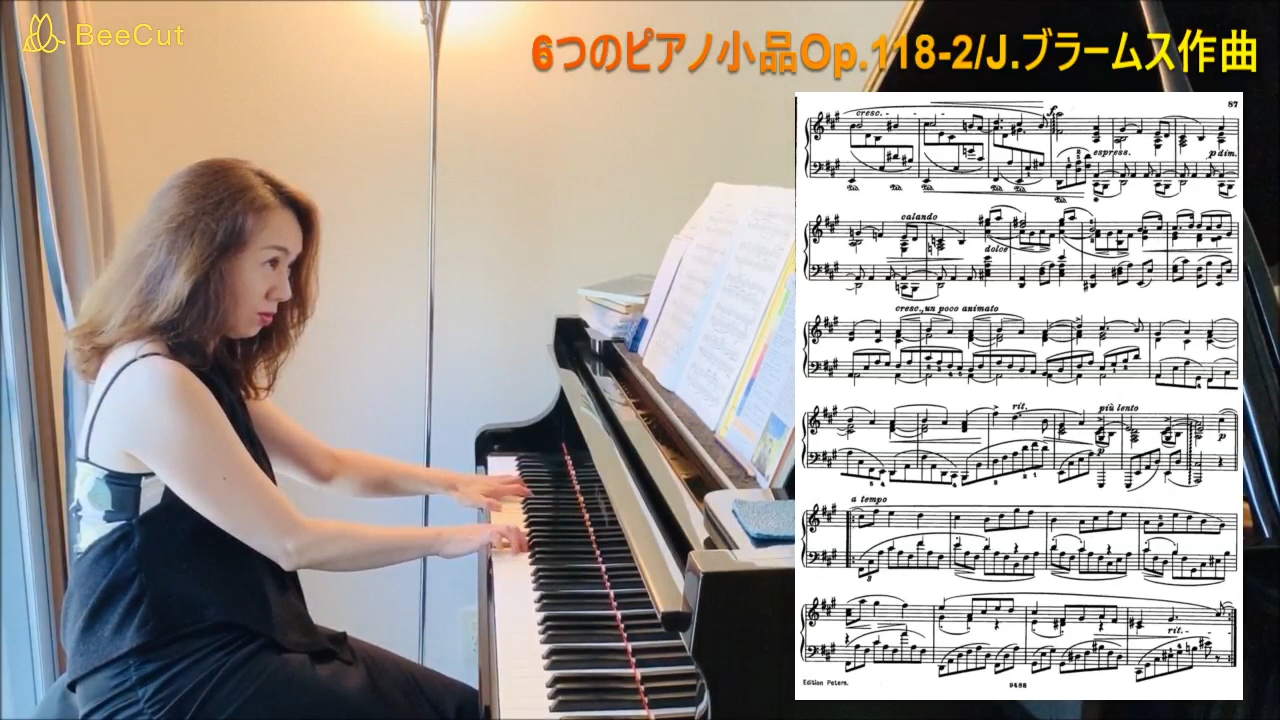 BeeCut
6つのピアノ小品Op.118-2/J.ブラームス作曲
87
cresc. - - - f
espress. p dim.
calando
dolce
cresc., un poco animato
rit. più lento
p p
a tempo
rit. - -
Edition Peters. 9488